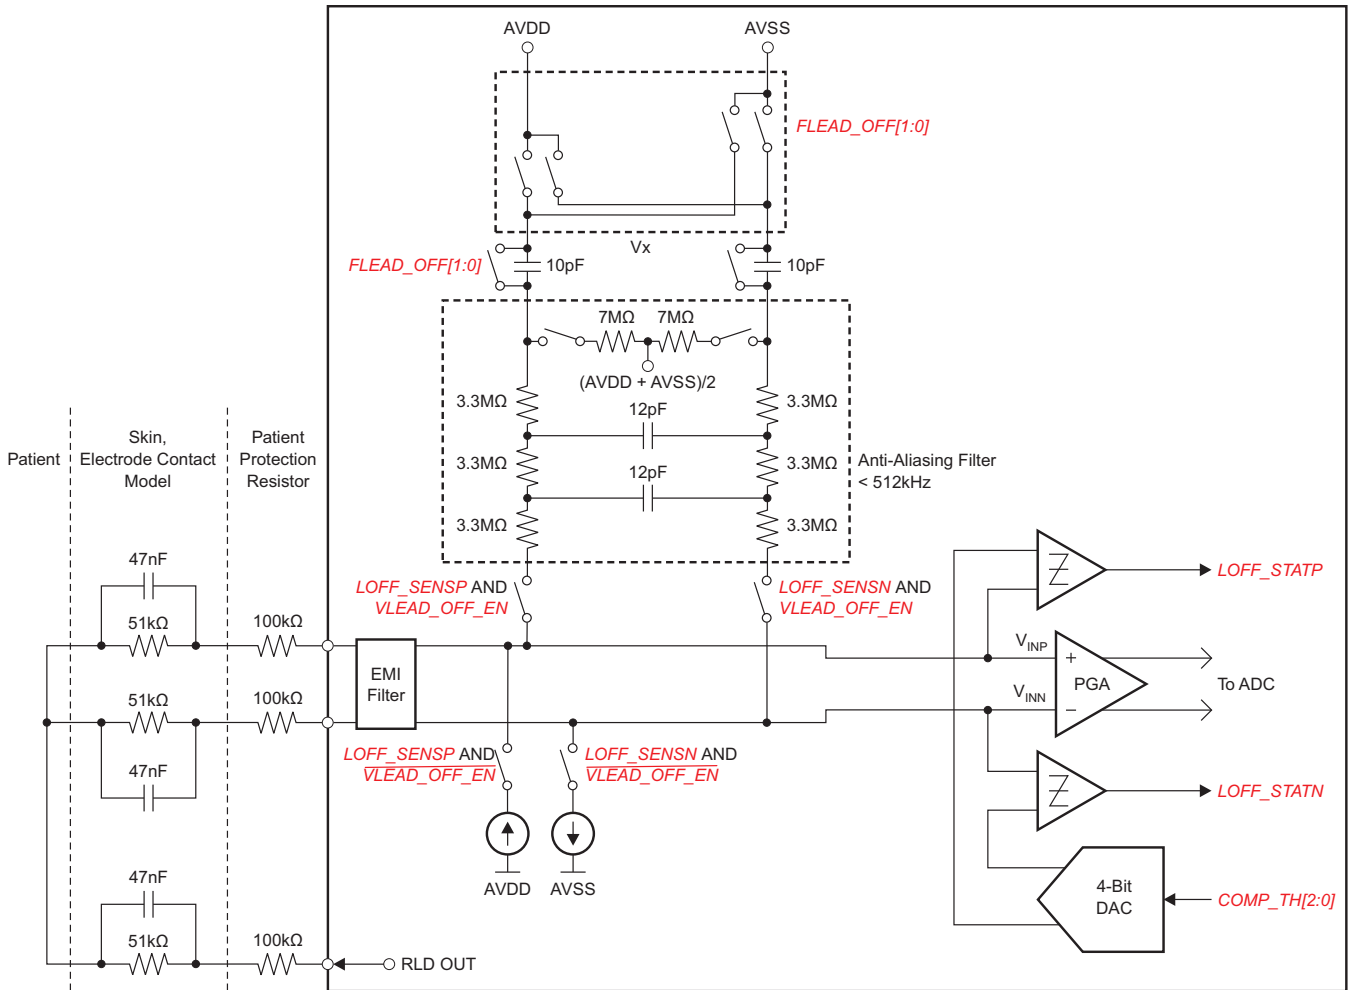 AVDD
AVSS
FLEAD_OFF[1:0]
Vx
FLEAD_OFF[1:0]
10pF
10pF
7MΩ
7MΩ
(AVDD + AVSS)/2
3.3MΩ
3.3MΩ
12pF
3.3MΩ
3.3MΩ
12pF
3.3MΩ
3.3MΩ
Anti-Aliasing Filter
< 512kHz
Patient
Skin,
Electrode Contact
Model
Patient
Protection
Resistor
LOFF_SENSP AND
VLEAD_OFF_EN
LOFF_SENSN AND
VLEAD_OFF_EN
47nF
51kΩ
100kΩ
51kΩ
100kΩ
47nF
EMI
Filter
LOFF_STATP
VINP
+
PGA
To ADC
VINN
−
LOFF_SENSP AND
VLEAD_OFF_EN
LOFF_SENSN AND
VLEAD_OFF_EN
LOFF_STATN
AVDD
AVSS
4-Bit
DAC
COMP_TH[2:0]
47nF
51kΩ
100kΩ
RLD OUT